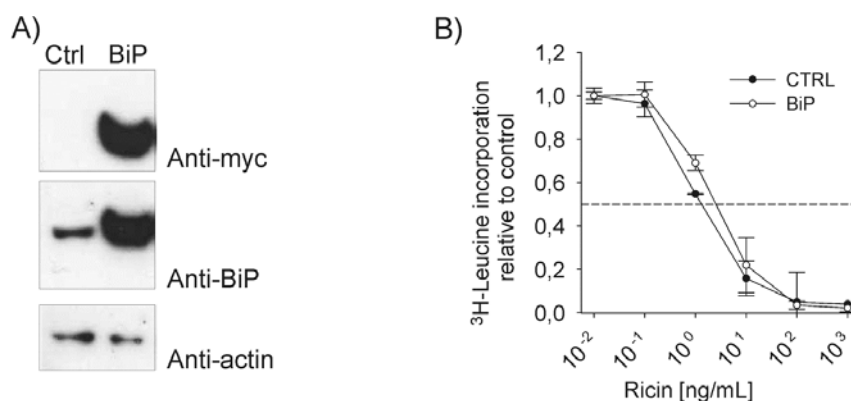 A)
Ctrl BiP
Anti-myc
Anti-BiP
Anti-actin
B)
³H-Leucine incorporation
relative to control
1,2
1,0
0,8
0,6
0,4
0,2
0,0
CTRL
BiP
10⁻² 10⁻¹ 10⁰ 10¹ 10² 10³
Ricin [ng/mL]